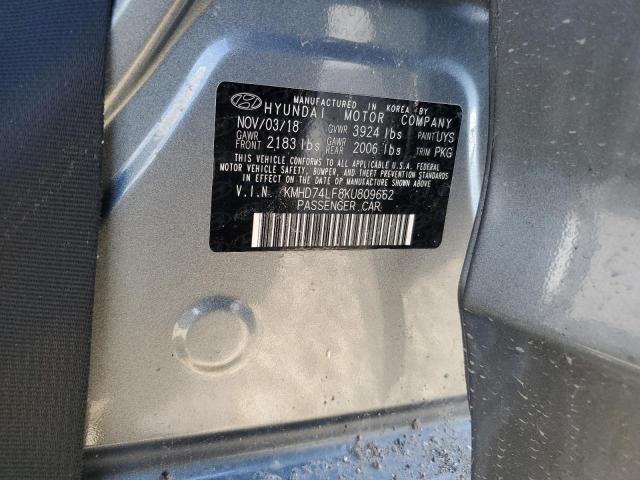 MANUFACTURED IN KOREA BY
HYUNDAI MOTOR COMPANY
NOV/03/18 GVWR 3924 lbs PAINT UYS
GAWR FRONT 2183 lbs GAWR REAR 2006 lbs TRIM PKG
THIS VEHICLE CONFORMS TO ALL APPLICABLE U.S.A. FEDERAL
MOTOR VEHICLE SAFETY, BUMPER, AND THEFT PREVENTION STANDARDS
IN EFFECT ON THE DATE OF MANUFACTURE SHOWN ABOVE.
V.I.N. KMHD74LF8KU809652
PASSENGER CAR